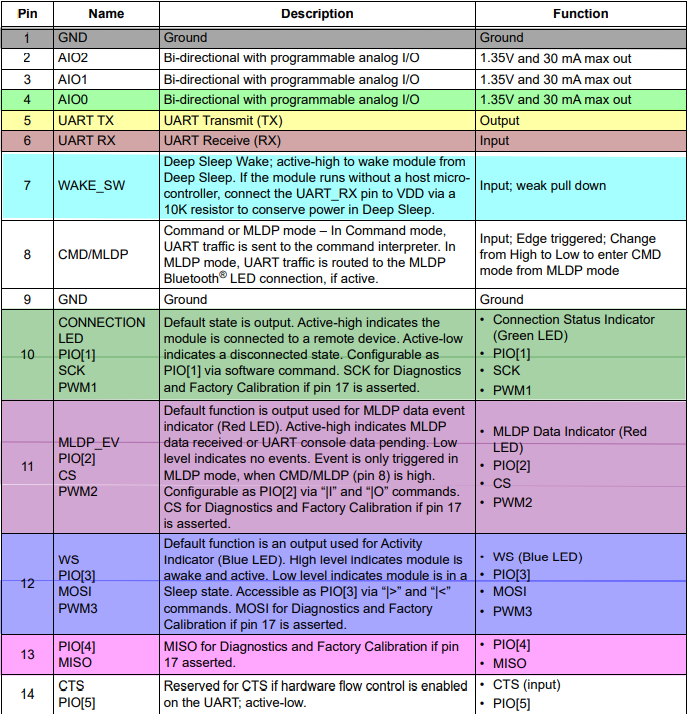 Pin Name Description Function
1 GND Ground Ground
2 AIO2 Bi-directional with programmable analog I/O 1.35V and 30 mA max out
3 AIO1 Bi-directional with programmable analog I/O 1.35V and 30 mA max out
4 AIO0 Bi-directional with programmable analog I/O 1.35V and 30 mA max out
5 UART TX UART Transmit (TX) Output
6 UART RX UART Receive (RX) Input
7 WAKE_SW
Deep Sleep Wake; active-high to wake module from
Deep Sleep. If the module runs without a host micro-
controller, connect the UART_RX pin to VDD via a
10K resistor to conserve power in Deep Sleep.
Input; weak pull down
8 CMD/MLDP
Command or MLDP mode – In Command mode,
UART traffic is sent to the command interpreter. In
MLDP mode, UART traffic is routed to the MLDP
Bluetooth® LED connection, if active.
Input; Edge triggered; Change
from High to Low to enter CMD
mode from MLDP mode
9 GND Ground Ground
10
CONNECTION
LED
PIO[1]
SCK
PWM1
Default state is output. Active-high indicates the
module is connected to a remote device. Active-low
indicates a disconnected state. Configurable as
PIO[1] via software command. SCK for Diagnostics
and Factory Calibration if pin 17 is asserted.
• Connection Status Indicator
(Green LED)
• PIO[1]
• SCK
• PWM1
11
MLDP_EV
PIO[2]
CS
PWM2
Default function is output used for MLDP data event
indicator (Red LED). Active-high indicates MLDP
data received or UART console data pending. Low
level indicates no events. Event is only triggered in
MLDP mode, when CMD/MLDP (pin 8) is high.
Configurable as PIO[2] via “|I” and “|O” commands.
CS for Diagnostics and Factory Calibration if pin 17
is asserted.
• MLDP Data Indicator (Red
LED)
• PIO[2]
• CS
• PWM2
12
WS
PIO[3]
MOSI
PWM3
Default function is an output used for Activity
Indicator (Blue LED). High level indicates module is
awake and active. Low level indicates module is in a
Sleep state. Accessible as PIO[3] via “|>” and “|<”
commands. MOSI for Diagnostics and Factory
Calibration if pin 17 is asserted.
• WS (Blue LED)
• PIO[3]
• MOSI
• PWM3
13
PIO[4]
MISO
MISO for Diagnostics and Factory Calibration if pin
17 asserted.
• PIO[4]
• MISO
14
CTS
PIO[5]
Reserved for CTS if hardware flow control is enabled
on the UART; active-low.
• CTS (input)
• PIO[5]